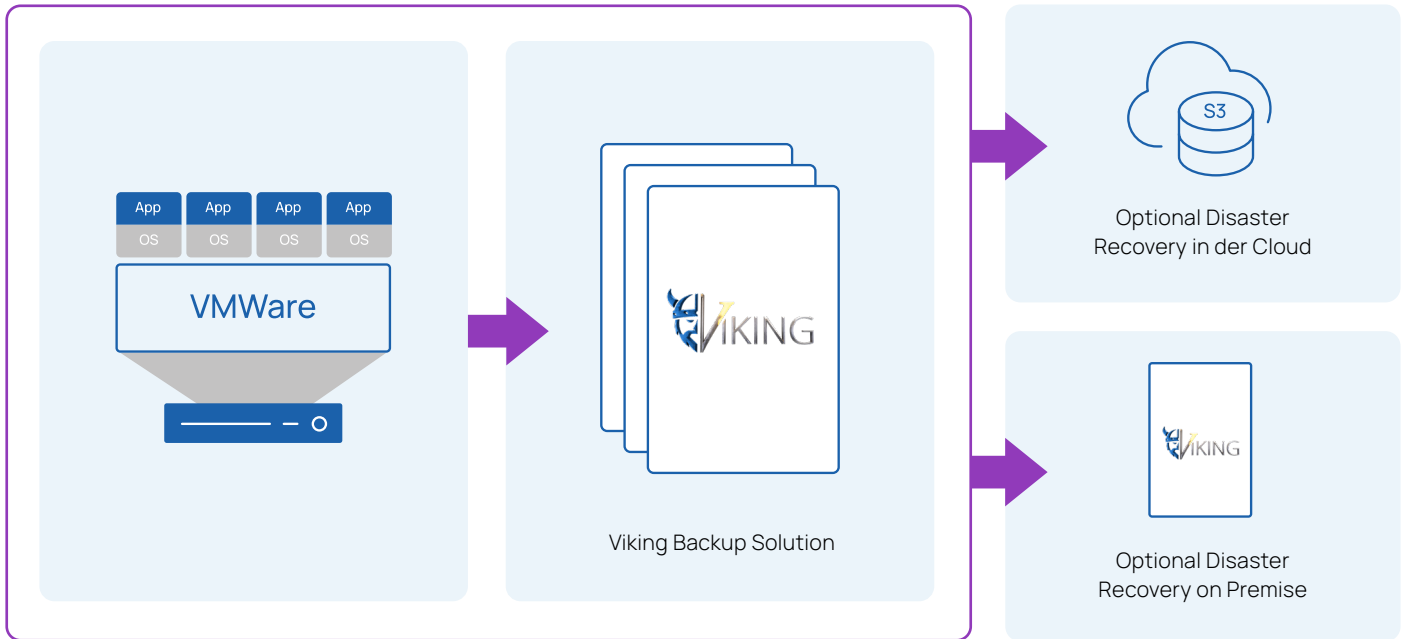 App App App App
OS OS OS OS
VMWare
VIKING
Viking Backup Solution
S3
Optional Disaster
Recovery in der Cloud
VIKING
Optional Disaster
Recovery on Premise